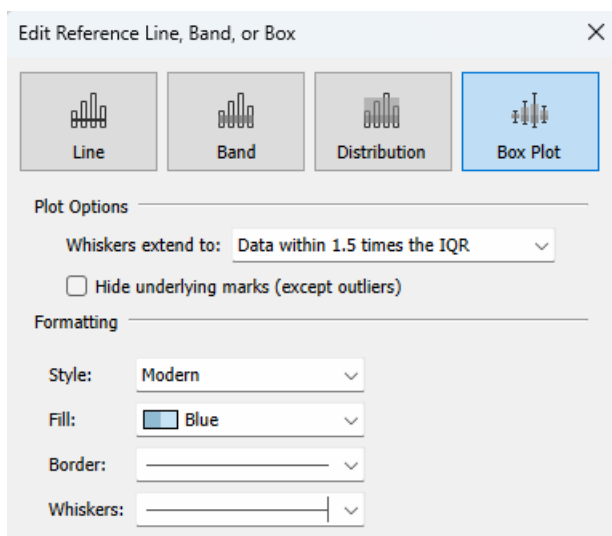 Edit Reference Line, Band, or Box
Line Band Distribution Box Plot
Plot Options
Whiskers extend to: Data within 1.5 times the IQR
Hide underlying marks (except outliers)
Formatting
Style: Modern
Fill: Blue
Border:
Whiskers: